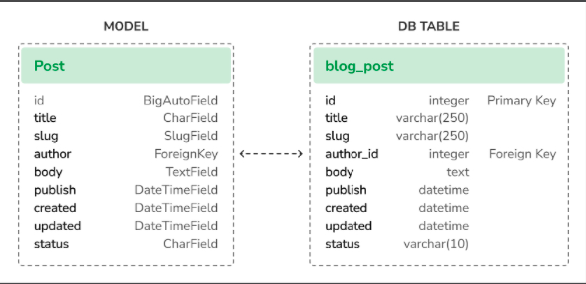 MODEL
DB TABLE
Post
blog_post
id BigAutoField
title CharField
slug SlugField
author ForeignKey
body TextField
publish DateTimeField
created DateTimeField
updated DateTimeField
status CharField
id integer Primary Key
title varchar(250)
slug varchar(250)
author_id integer Foreign Key
body text
publish datetime
created datetime
updated datetime
status varchar(10)